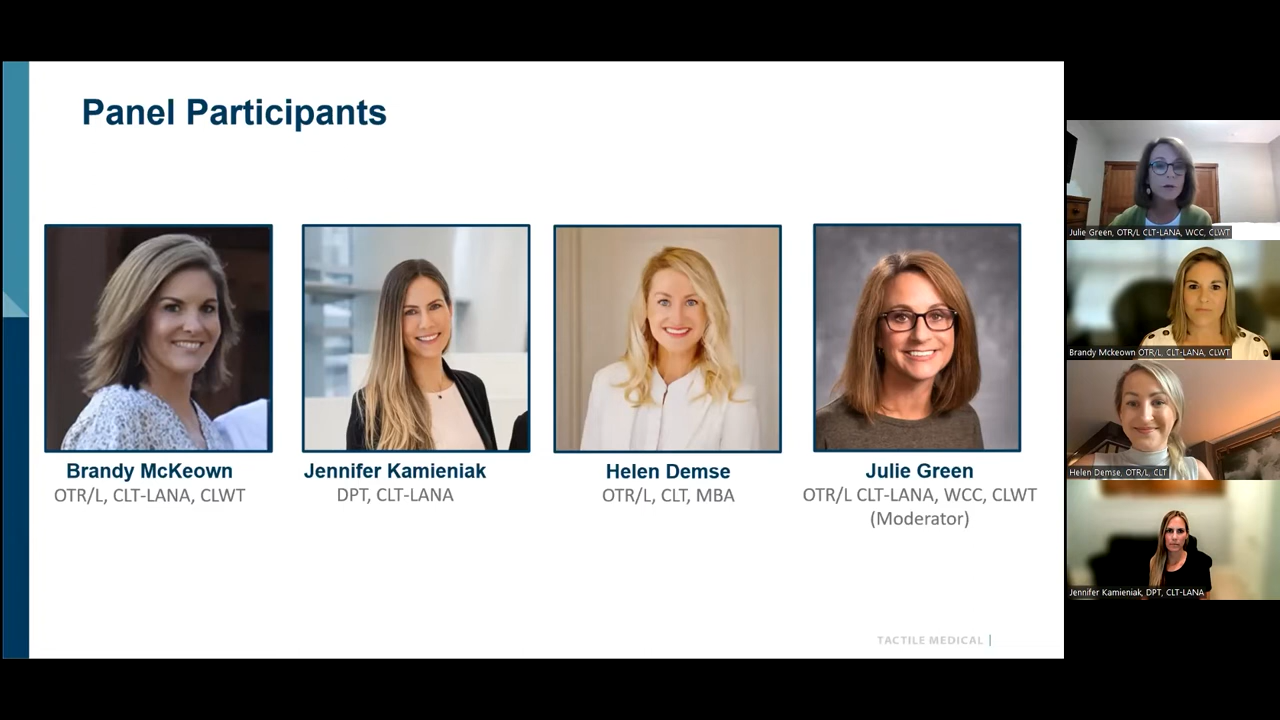 Panel Participants
Brandy McKeown
OTR/L, CLT-LANA, CLWT
Jennifer Kamieniak
DPT, CLT-LANA
Helen Demse
OTR/L, CLT, MBA
Julie Green
OTR/L CLT-LANA, WCC, CLWT
(Moderator)
TACTILE MEDICAL |
Julie Green, OTR/L CLT-LANA, WCC, CLWT
Brandy Mckeown OTR/L, CLT-LANA, CLWT
Helen Demse, OTR/L, CLT
Jennifer Kamieniak, DPT, CLT-LANA